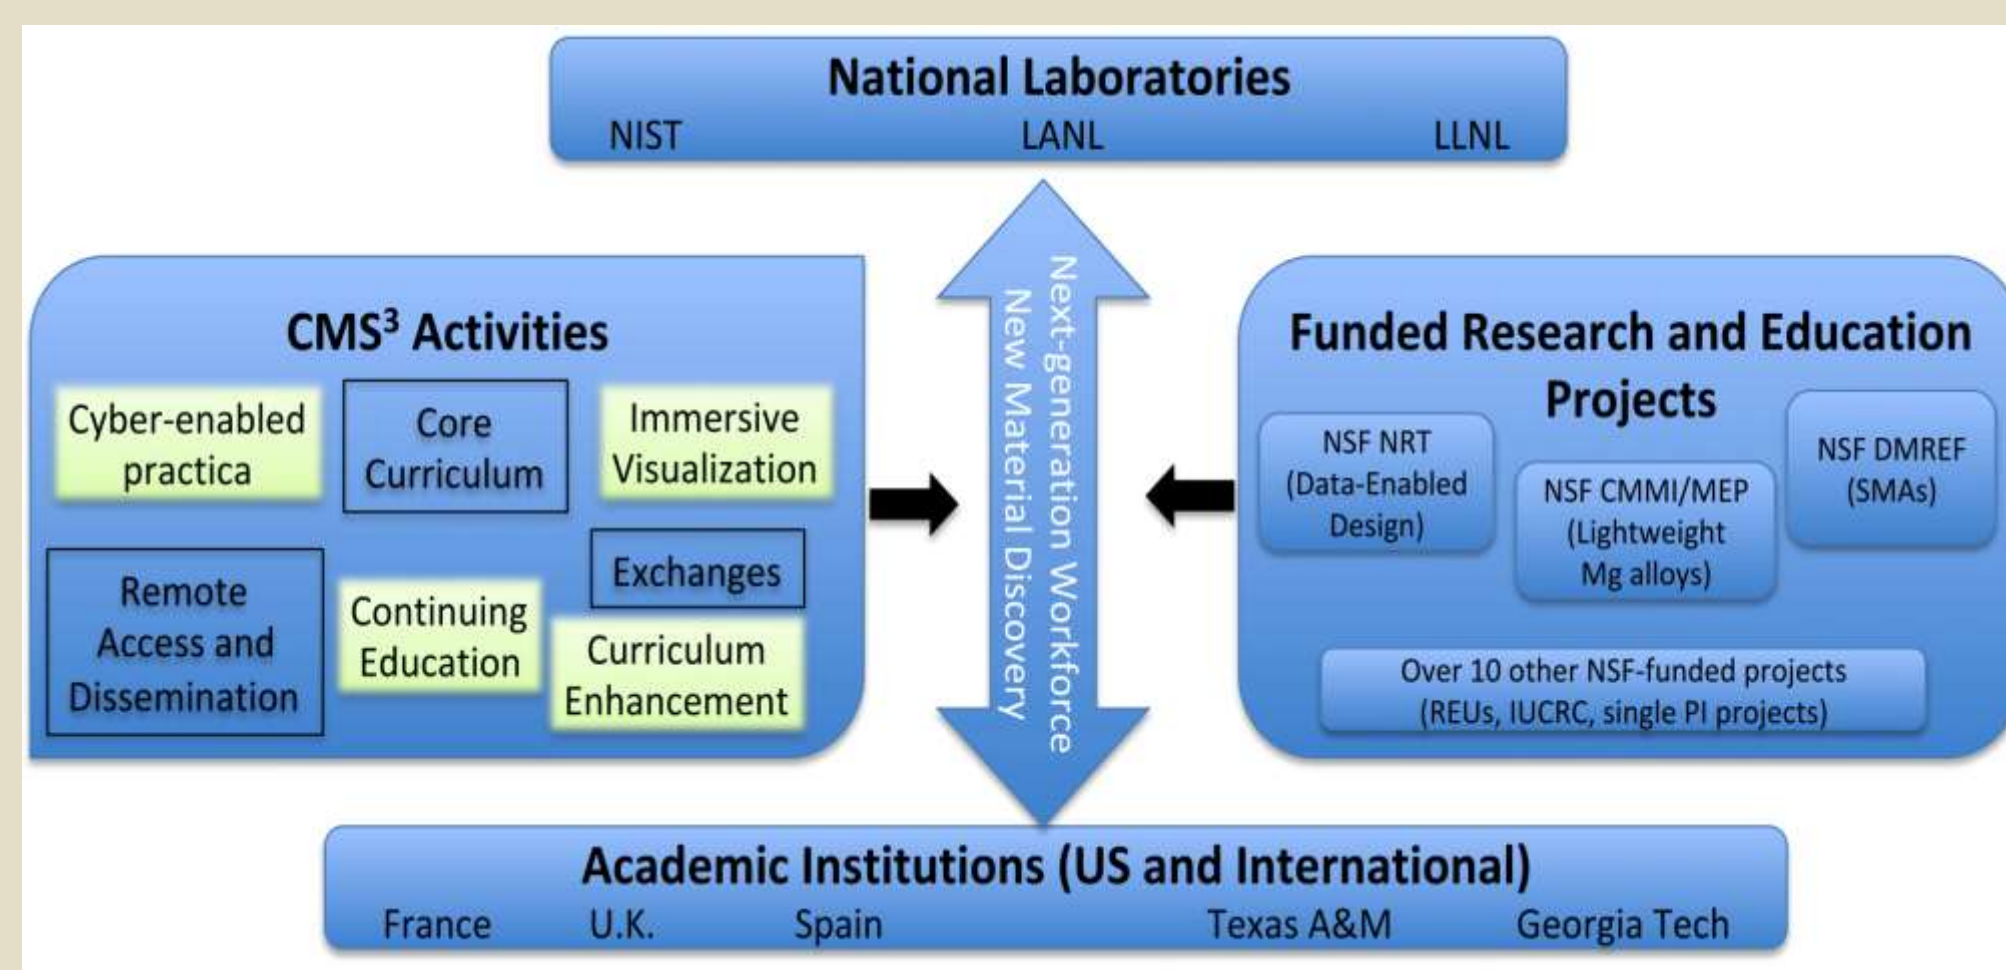 National Laboratories
NIST LANL LLNL
CMS³ Activities
Cyber-enabled
practica
Core
Curriculum
Immersive
Visualization
Remote
Access and
Dissemination
Continuing
Education
Exchanges
Curriculum
Enhancement
Next-generation Workforce
New Material Discovery
Funded Research and Education
Projects
NSF NRT
(Data-Enabled
Design)
NSF CMMI/MEP
(Lightweight
Mg alloys)
NSF DMREF
(SMAs)
Over 10 other NSF-funded projects
(REUs, IUCRC, single PI projects)
Academic Institutions (US and International)
France U.K. Spain Texas A&M Georgia Tech